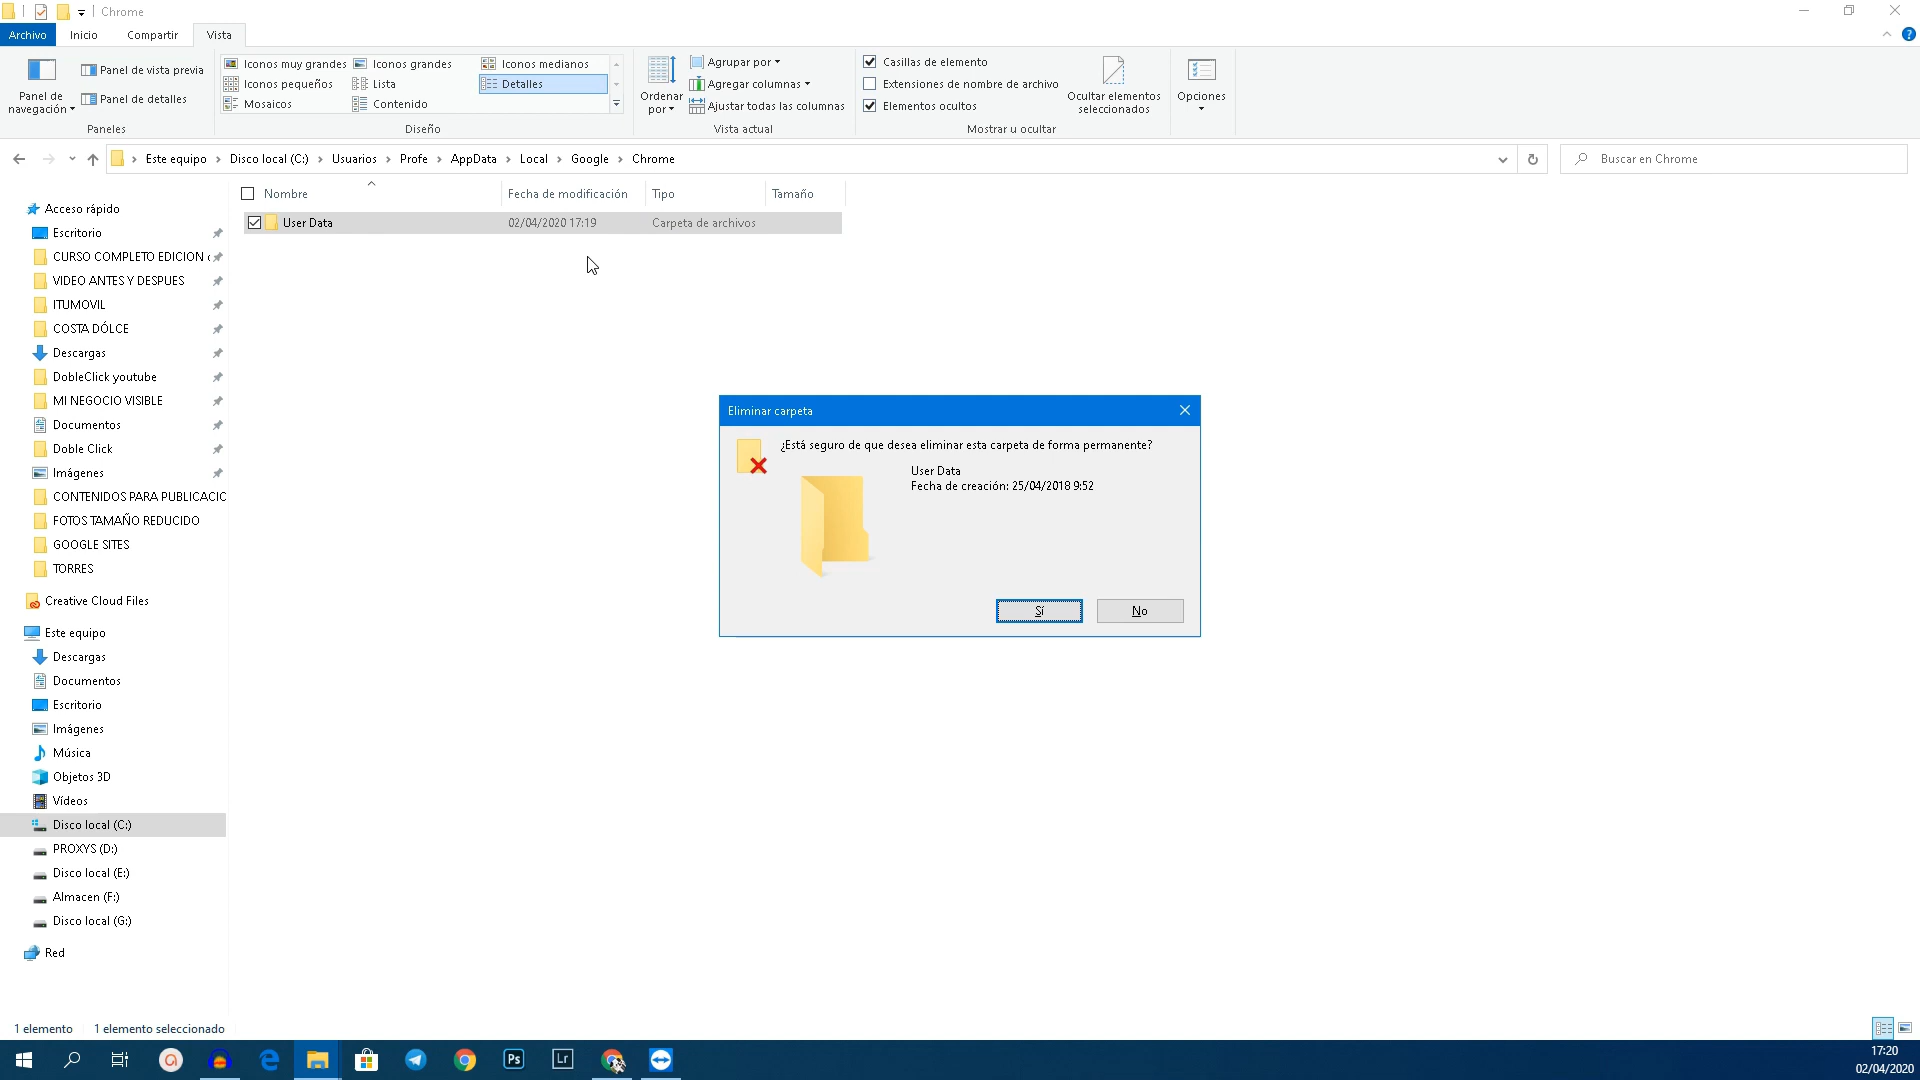 Chrome
Archivo
Inicio
Compartir
Vista
Panel de navegación
Panel de vista previa
Panel de detalles
Paneles
Iconos muy grandes
Iconos grandes
Iconos medianos
Iconos pequeños
Lista
Detalles
Mosaicos
Contenido
Diseño
Ordenar por
Agrupar por
Agregar columnas
Ajustar todas las columnas
Vista actual
Casillas de elemento
Extensiones de nombre de archivo
Elementos ocultos
Ocultar elementos seleccionados
Mostrar u ocultar
Opciones
Este equipo > Disco local (C:) > Usuarios > Profe > AppData > Local > Google > Chrome
Buscar en Chrome
Nombre
Fecha de modificación
Tipo
Tamaño
User Data
02/04/2020 17:19
Carpeta de archivos
Acceso rápido
Escritorio
CURSO COMPLETO EDICION
VIDEO ANTES Y DESPUES
ITUMOVIL
COSTA DÓLCE
Descargas
DobleClick youtube
MI NEGOCIO VISIBLE
Documentos
Doble Click
Imágenes
CONTENIDOS PARA PUBLICACIO
FOTOS TAMAÑO REDUCIDO
GOOGLE SITES
TORRES
Creative Cloud Files
Este equipo
Descargas
Documentos
Escritorio
Imágenes
Música
Objetos 3D
Vídeos
Disco local (C:)
PROXYS (D:)
Disco local (E:)
Almacen (F:)
Disco local (G:)
Red
Eliminar carpeta
¿Está seguro de que desea eliminar esta carpeta de forma permanente?
User Data
Fecha de creación: 25/04/2018 9:52
Sí
No
1 elemento
1 elemento seleccionado
Ps
Lr
17:20
02/04/2020